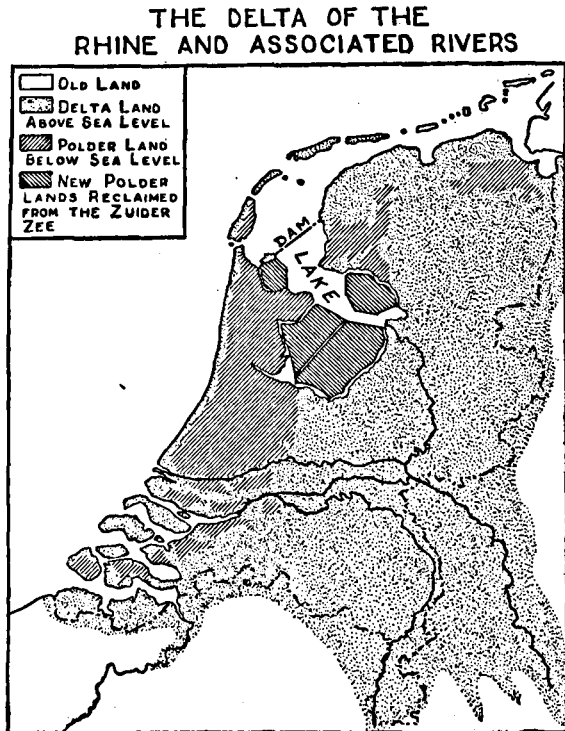 THE DELTA OF THE
RHINE AND ASSOCIATED RIVERS
OLD LAND
DELTA LAND
ABOVE SEA LEVEL
POLDER LAND
BELOW SEA LEVEL
NEW POLDER
LANDS RECLAIMED
FROM THE ZUIDER
ZEE
DAM
LAKE